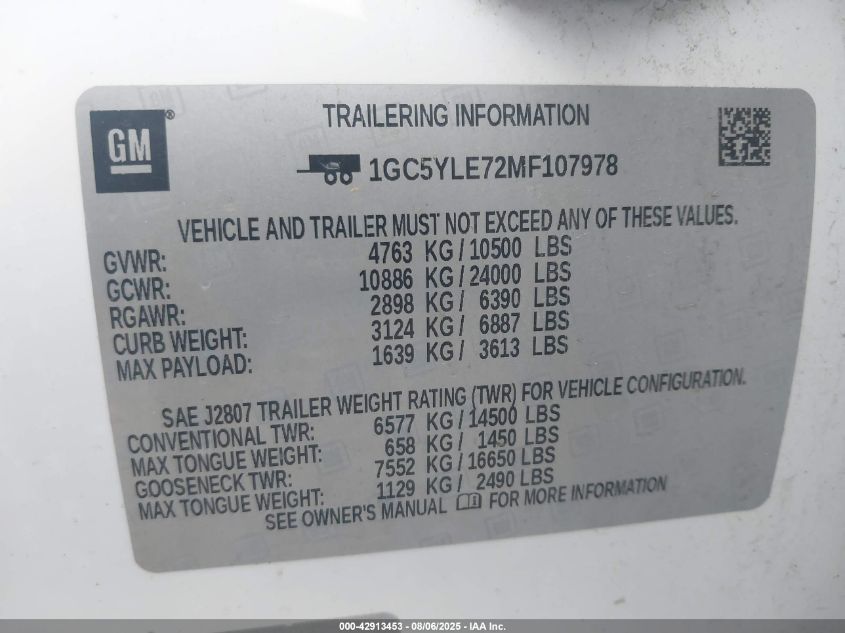 GM
®
TRAILERING INFORMATION
1GC5YLE72MF107978
VEHICLE AND TRAILER MUST NOT EXCEED ANY OF THESE VALUES.
GVWR: 4763 KG / 10500 LBS
GCWR: 10886 KG / 24000 LBS
RGAWR: 2898 KG / 6390 LBS
CURB WEIGHT: 3124 KG / 6887 LBS
MAX PAYLOAD: 1639 KG / 3613 LBS
SAE J2807 TRAILER WEIGHT RATING (TWR) FOR VEHICLE CONFIGURATION.
CONVENTIONAL TWR: 6577 KG / 14500 LBS
MAX TONGUE WEIGHT: 658 KG / 1450 LBS
GOOSENECK TWR: 7552 KG / 16650 LBS
MAX TONGUE WEIGHT: 1129 KG / 2490 LBS
SEE OWNER'S MANUAL FOR MORE INFORMATION
000-42913453 - 08/06/2025 - IAA Inc.